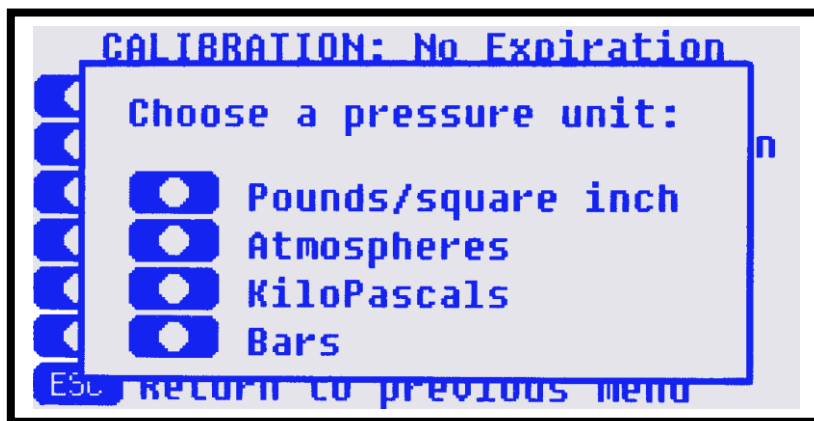 CALIBRATION: No Expiration
Choose a pressure unit:
n
Pounds/square inch
Atmospheres
KiloPascals
Bars
ESC Return to previous menu